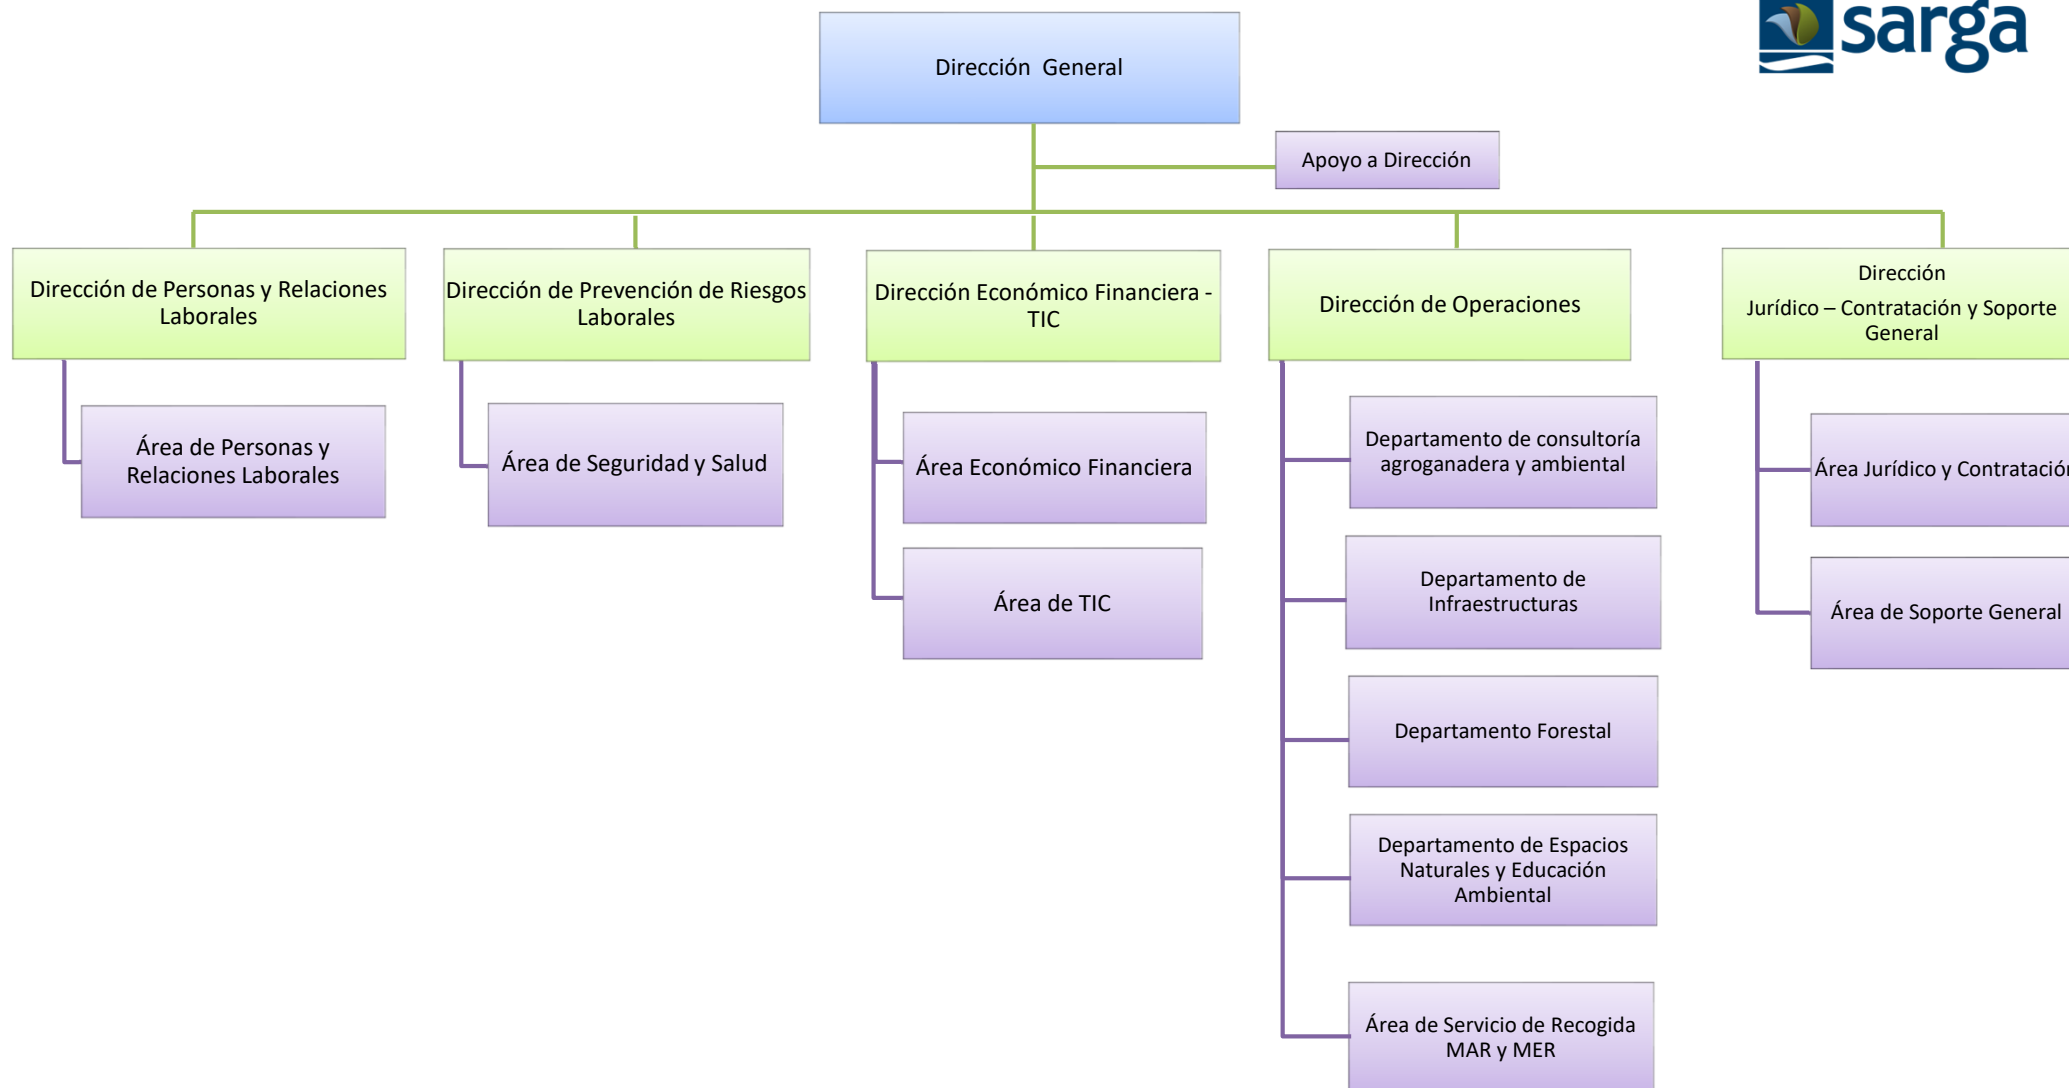 sarga
Dirección General
Apoyo a Dirección
Dirección de Personas y Relaciones
Laborales
Dirección de Prevención de Riesgos
Laborales
Dirección Económico Financiera -
TIC
Dirección de Operaciones
Dirección
Jurídico – Contratación y Soporte
General
Área de Personas y
Relaciones Laborales
Área de Seguridad y Salud
Área Económico Financiera
Área de TIC
Departamento de consultoría
agroganadera y ambiental
Departamento de
Infraestructuras
Departamento Forestal
Departamento de Espacios
Naturales y Educación
Ambiental
Área de Servicio de Recogida
MAR y MER
Área Jurídico y Contratación
Área de Soporte General